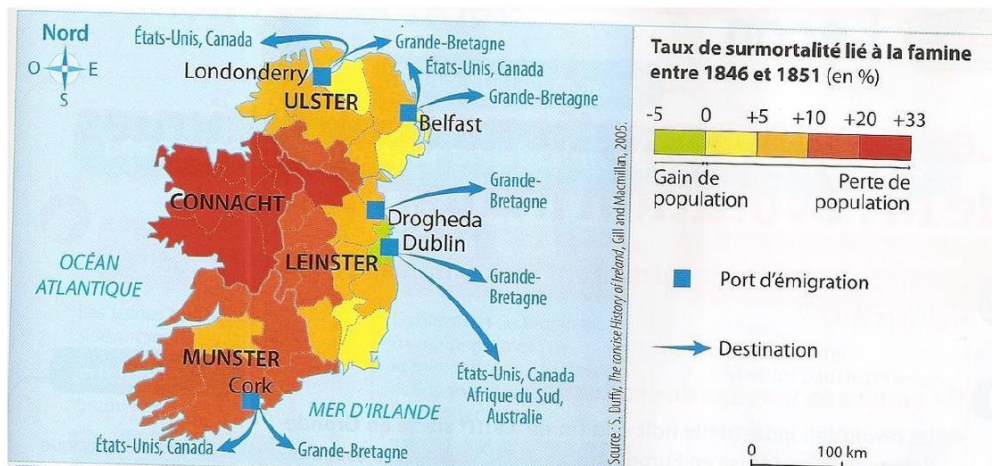 Nord
O
E
S
États-Unis, Canada
Grande-Bretagne
Londonderry
États-Unis, Canada
ULSTER
Grande-Bretagne
Belfast
CONNACHT
Grande-
Bretagne
Drogheda
Dublin
LEINSTER
OCÉAN
ATLANTIQUE
Grande-
Bretagne
MUNSTER
Cork
États-Unis, Canada
Afrique du Sud,
Australie
MER D'IRLANDE
États-Unis, Canada
Grande-Bretagne
Source : S. Duffy, The concise History of Ireland, Gill and Macmillan, 2005.
Taux de surmortalité lié à la famine
entre 1846 et 1851 (en %)
-5 0 +5 +10 +20 +33
Gain de
population
Perte de
population
Port d'émigration
Destination
0 100 km